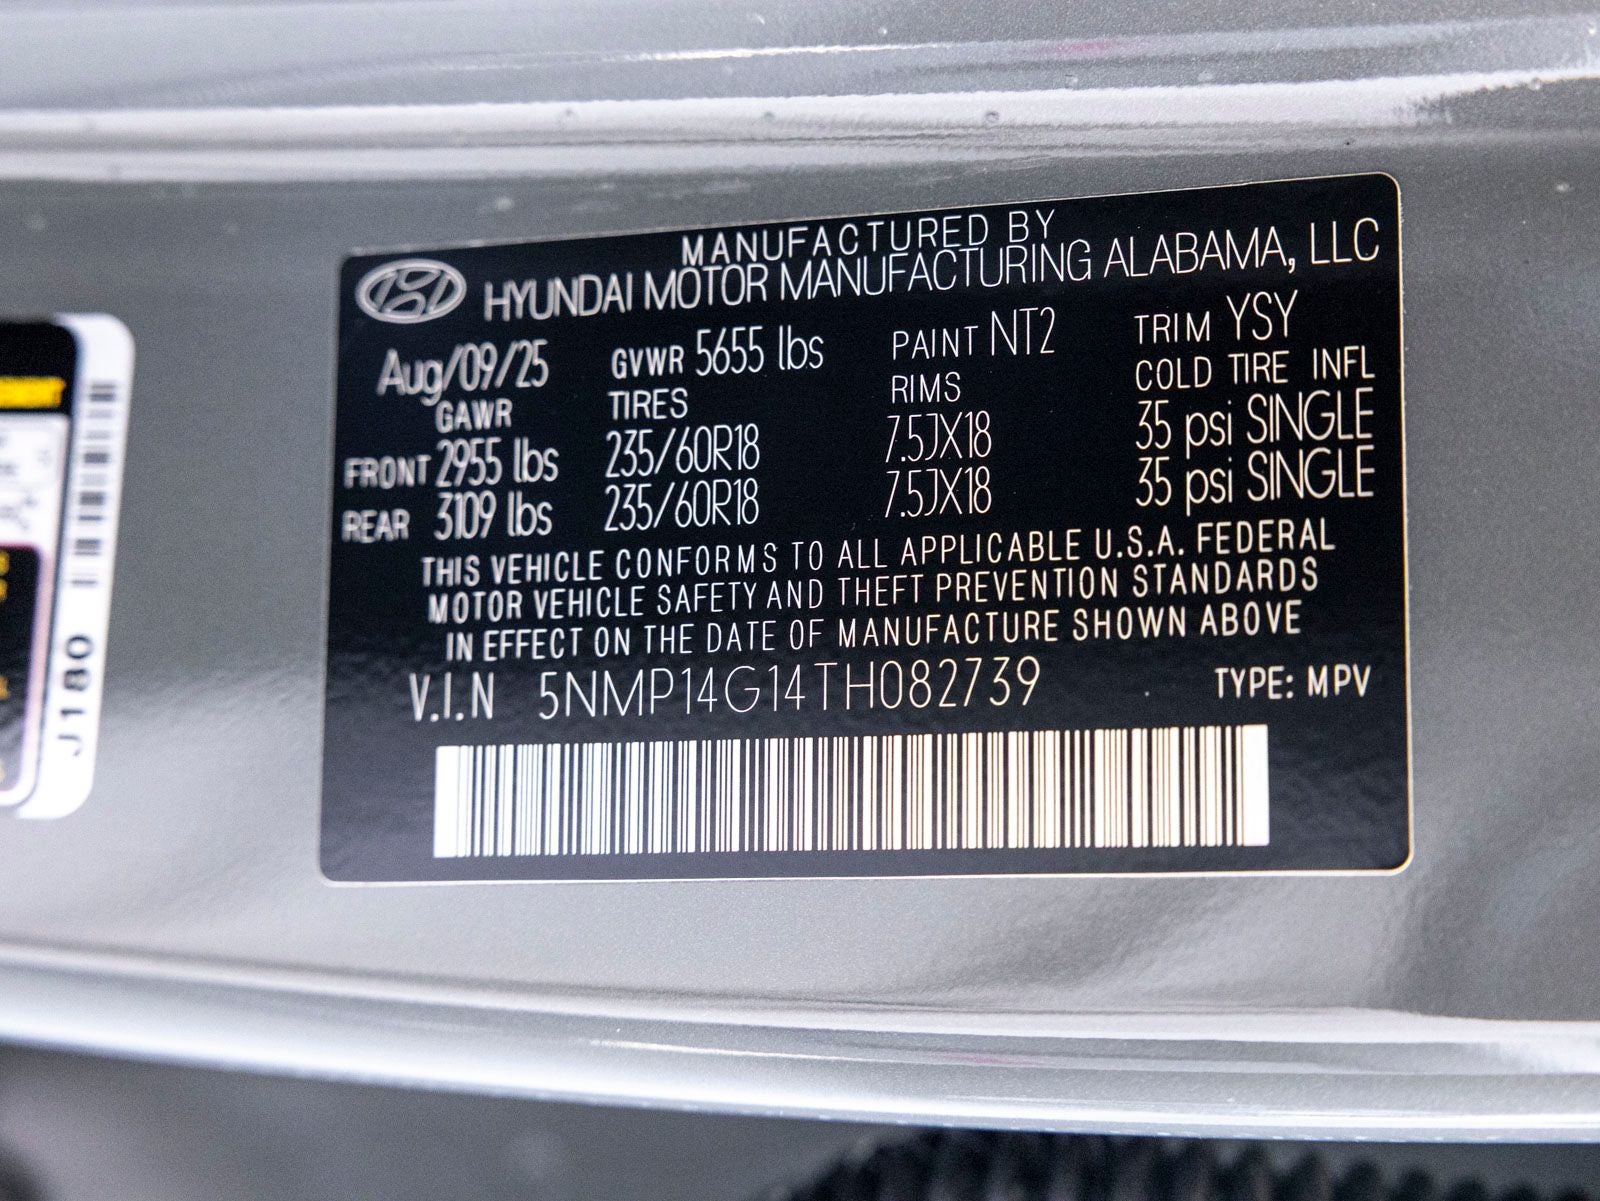 MANUFACTURED BY
HYUNDAI MOTOR MANUFACTURING ALABAMA, LLC
Aug/09/25 GVWR 5655 lbs PAINT NT2 TRIM YSY
GAWR TIRES RIMS COLD TIRE INFL
FRONT 2955 lbs 235/60R18 7.5JX18 35 psi SINGLE
REAR 3109 lbs 235/60R18 7.5JX18 35 psi SINGLE
THIS VEHICLE CONFORMS TO ALL APPLICABLE U.S.A. FEDERAL
MOTOR VEHICLE SAFETY AND THEFT PREVENTION STANDARDS
IN EFFECT ON THE DATE OF MANUFACTURE SHOWN ABOVE
V.I.N 5NMP14G14TH082739 TYPE: MPV
J180